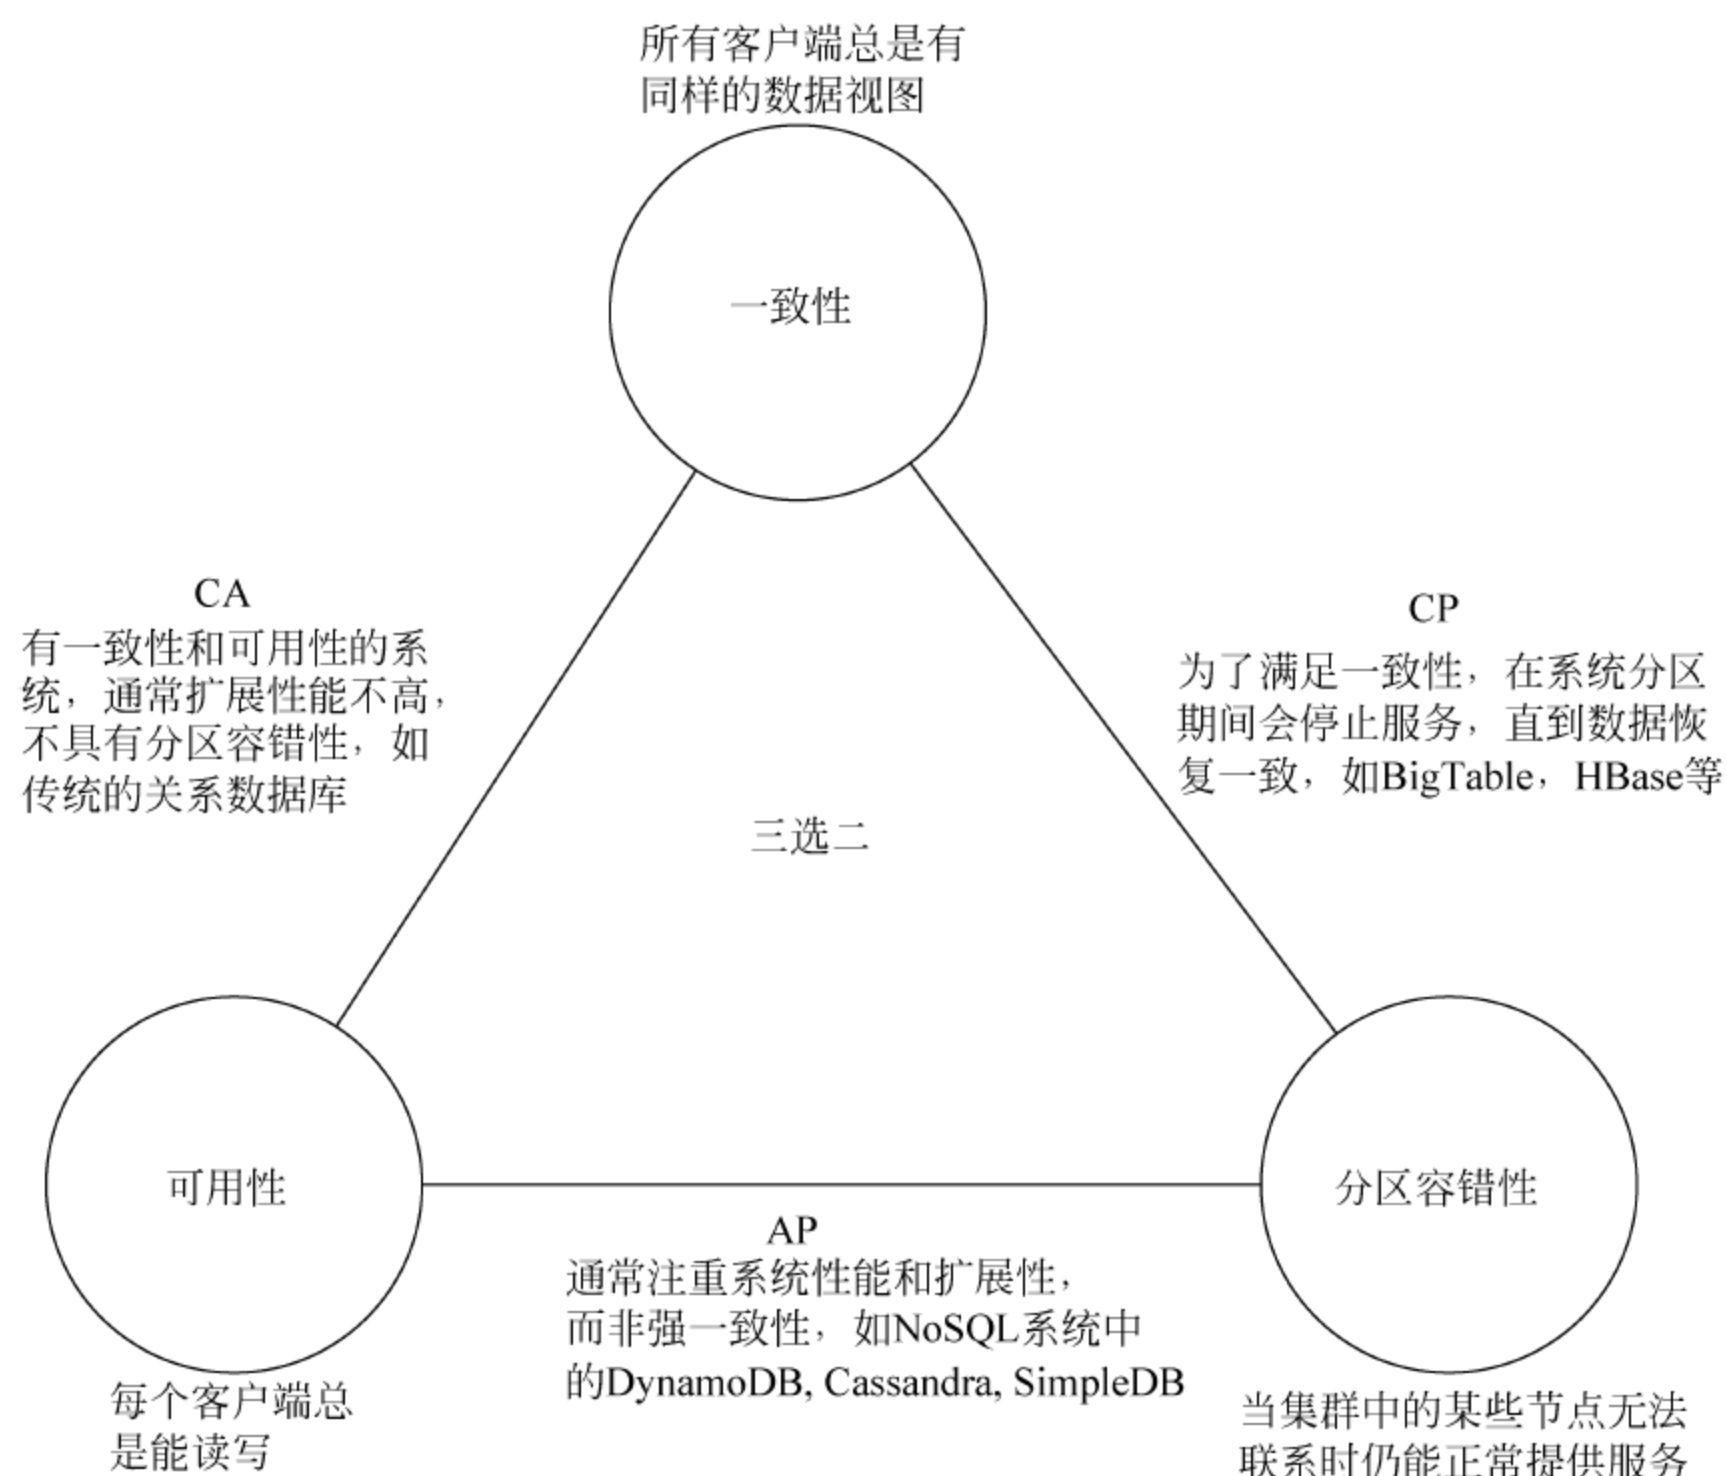 所有客户端总是有
同样的数据视图
一致性
CA
有一致性和可用性的系
统，通常扩展性能不高，
不具有分区容错性，如
传统的关系数据库
CP
为了满足一致性，在系统分区
期间会停止服务，直到数据恢
复一致，如BigTable，HBase等
三选二
可用性
分区容错性
AP
通常注重系统性能和扩展性，
而非强一致性，如NoSQL系统中
的DynamoDB, Cassandra, SimpleDB
每个客户端总
是能读写
当集群中的某些节点无法
联系时仍能正常提供服务